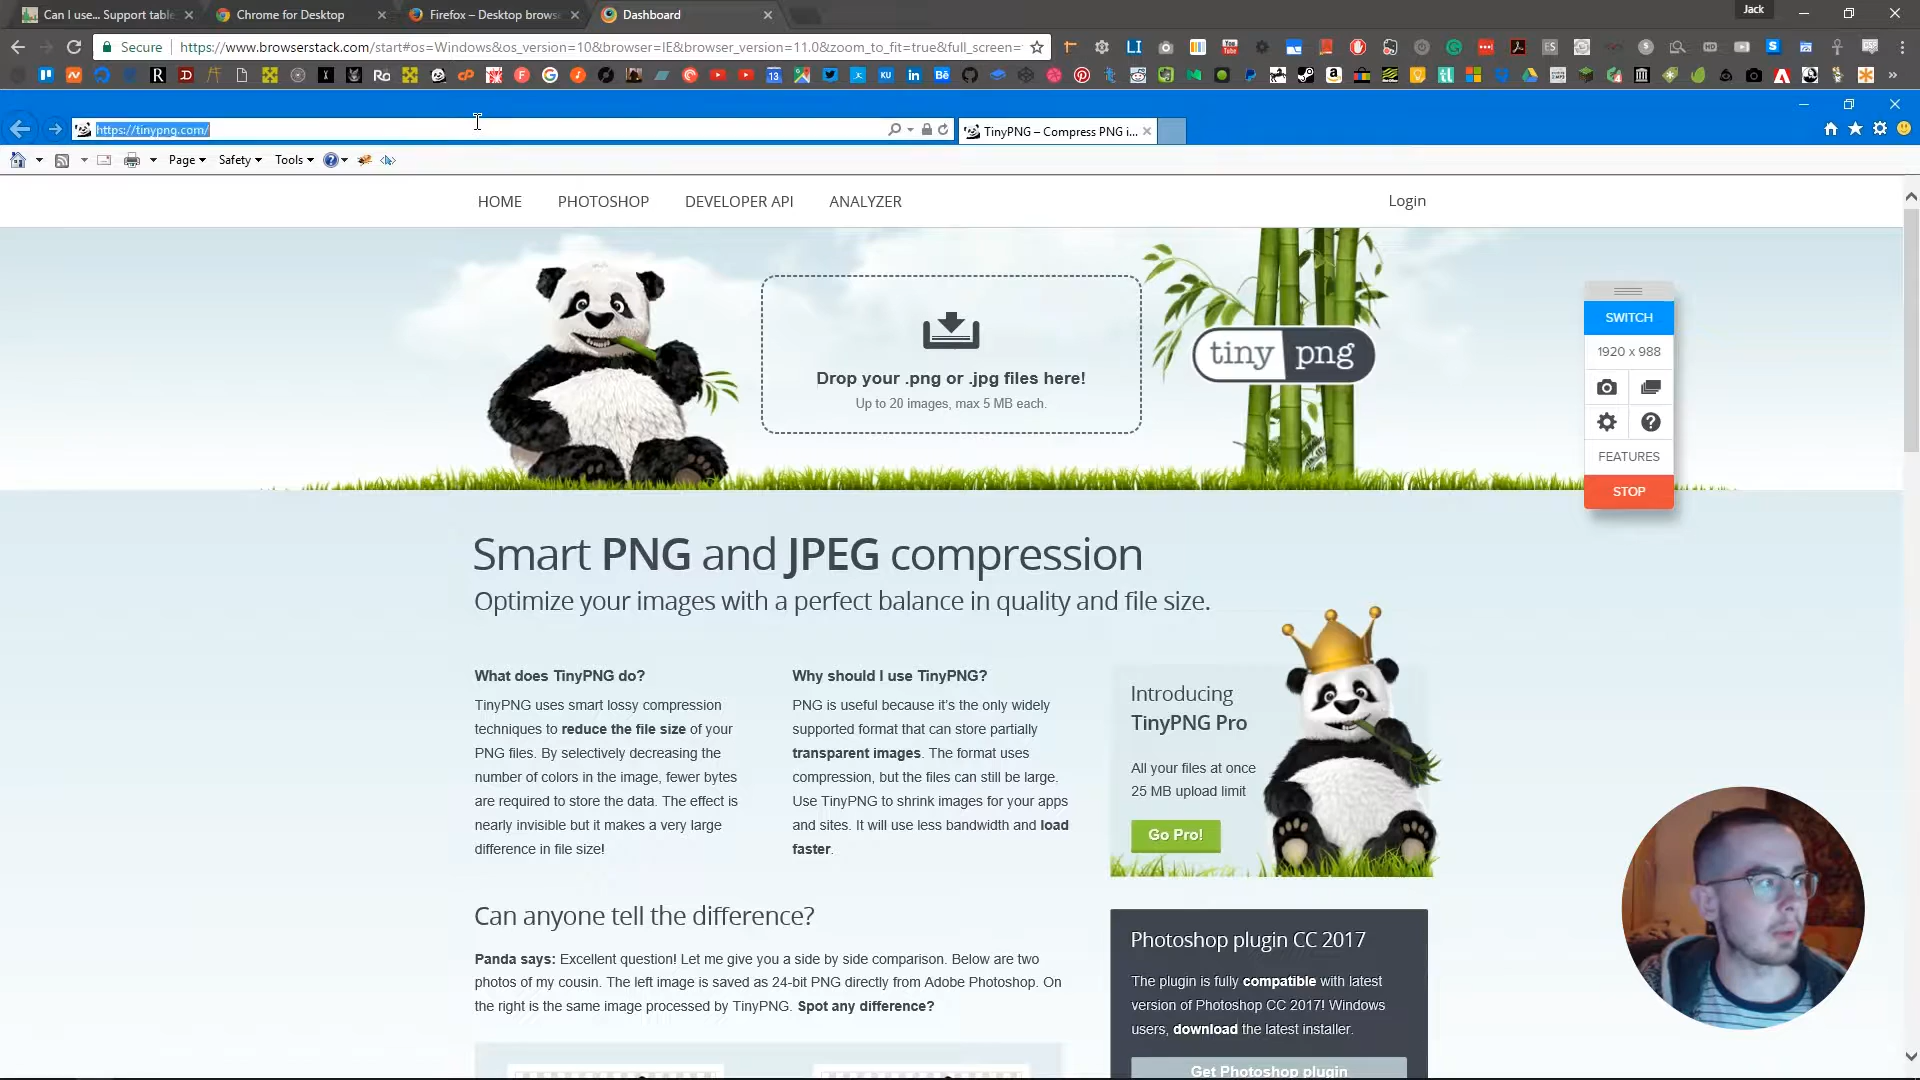 Can I use... Support table
Chrome for Desktop
Firefox – Desktop browse
Dashboard
Jack
Secure
https://www.browserstack.com/start#os=Windows&os_version=10&browser=IE&browser_version=11.0&zoom_to_fit=true&full_screen=
https://tinypng.com/
TinyPNG – Compress PNG i...
Page
Safety
Tools
HOME
PHOTOSHOP
DEVELOPER API
ANALYZER
Login
Drop your .png or .jpg files here!
Up to 20 images, max 5 MB each.
tiny png
SWITCH
1920 x 988
FEATURES
STOP
Smart PNG and JPEG compression
Optimize your images with a perfect balance in quality and file size.
What does TinyPNG do?
TinyPNG uses smart lossy compression
techniques to reduce the file size of your
PNG files. By selectively decreasing the
number of colors in the image, fewer bytes
are required to store the data. The effect is
nearly invisible but it makes a very large
difference in file size!
Why should I use TinyPNG?
PNG is useful because it's the only widely
supported format that can store partially
transparent images. The format uses
compression, but the files can still be large.
Use TinyPNG to shrink images for your apps
and sites. It will use less bandwidth and load
faster.
Introducing
TinyPNG Pro
All your files at once
25 MB upload limit
Go Pro!
Can anyone tell the difference?
Panda says: Excellent question! Let me give you a side by side comparison. Below are two
photos of my cousin. The left image is saved as 24-bit PNG directly from Adobe Photoshop. On
the right is the same image processed by TinyPNG. Spot any difference?
Photoshop plugin CC 2017
The plugin is fully compatible with latest
version of Photoshop CC 2017! Windows
users, download the latest installer.
Get Photoshop plugin